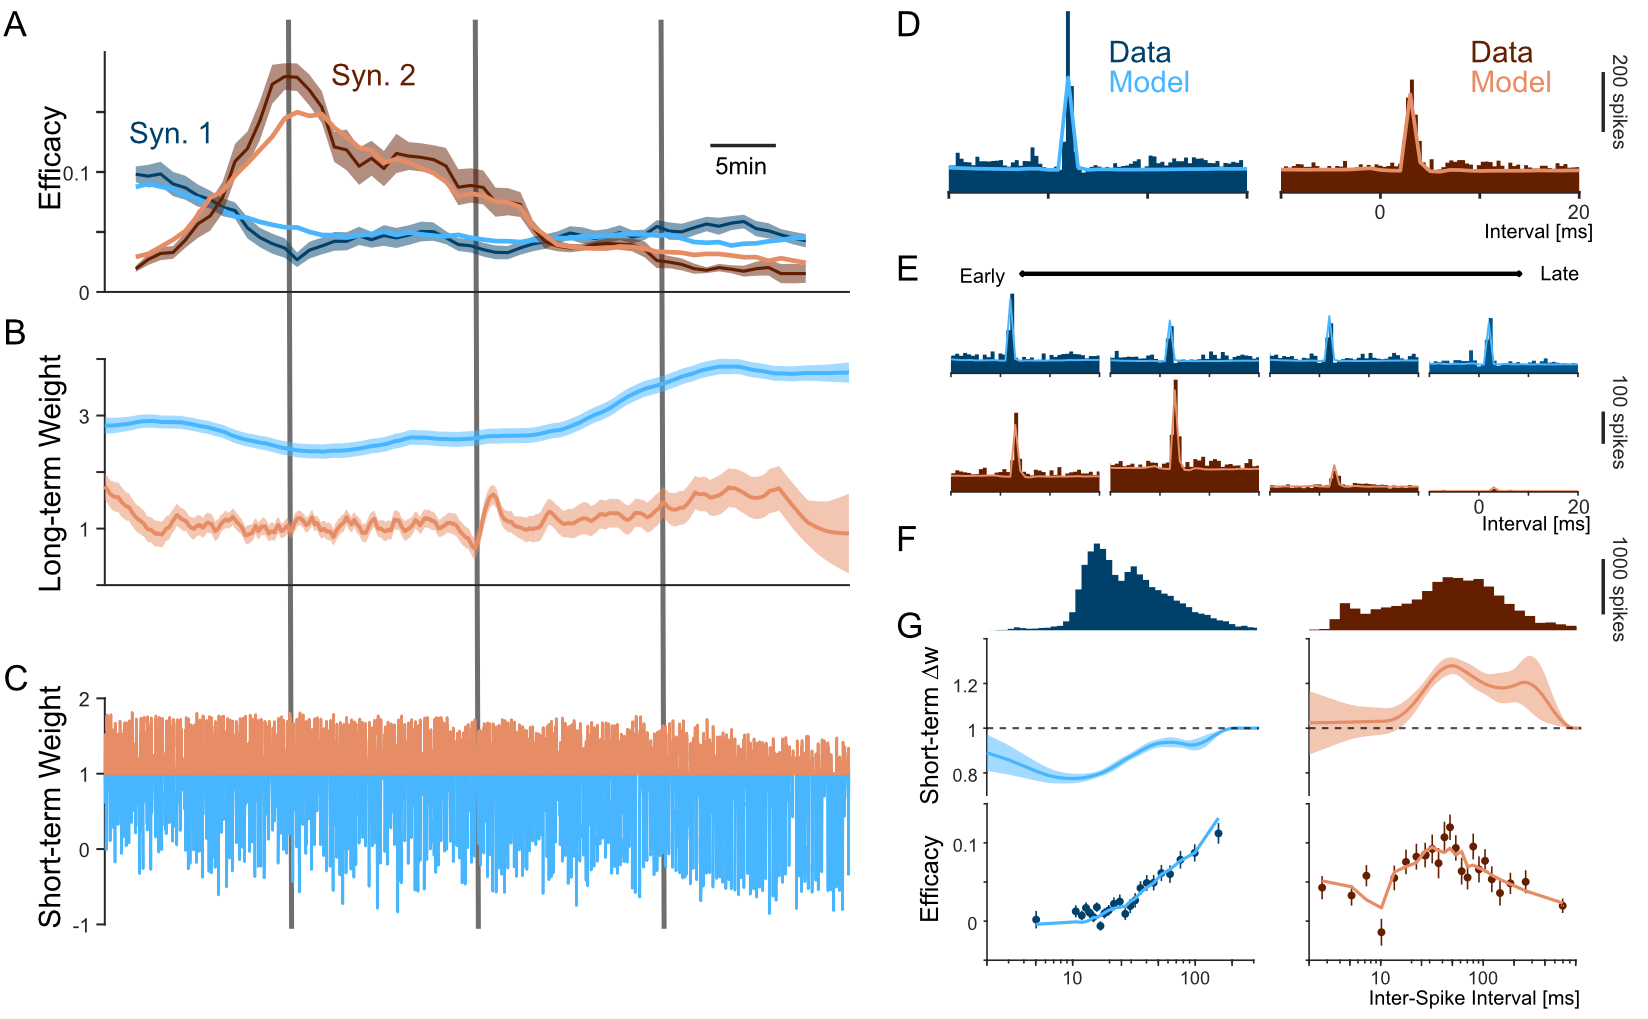 A
Syn. 1
Syn. 2
5min
Efficacy
0.1
0
B
Long-term Weight
3
1
C
Short-term Weight
2
1
0
-1
D
Data
Model
Data
Model
200 spikes
0
20
Interval [ms]
E
Early
Late
100 spikes
0
20
Interval [ms]
F
1000 spikes
G
Short-term Δw
1.2
1
0.8
Efficacy
0.1
0
10
100
10
100
Inter-Spike Interval [ms]